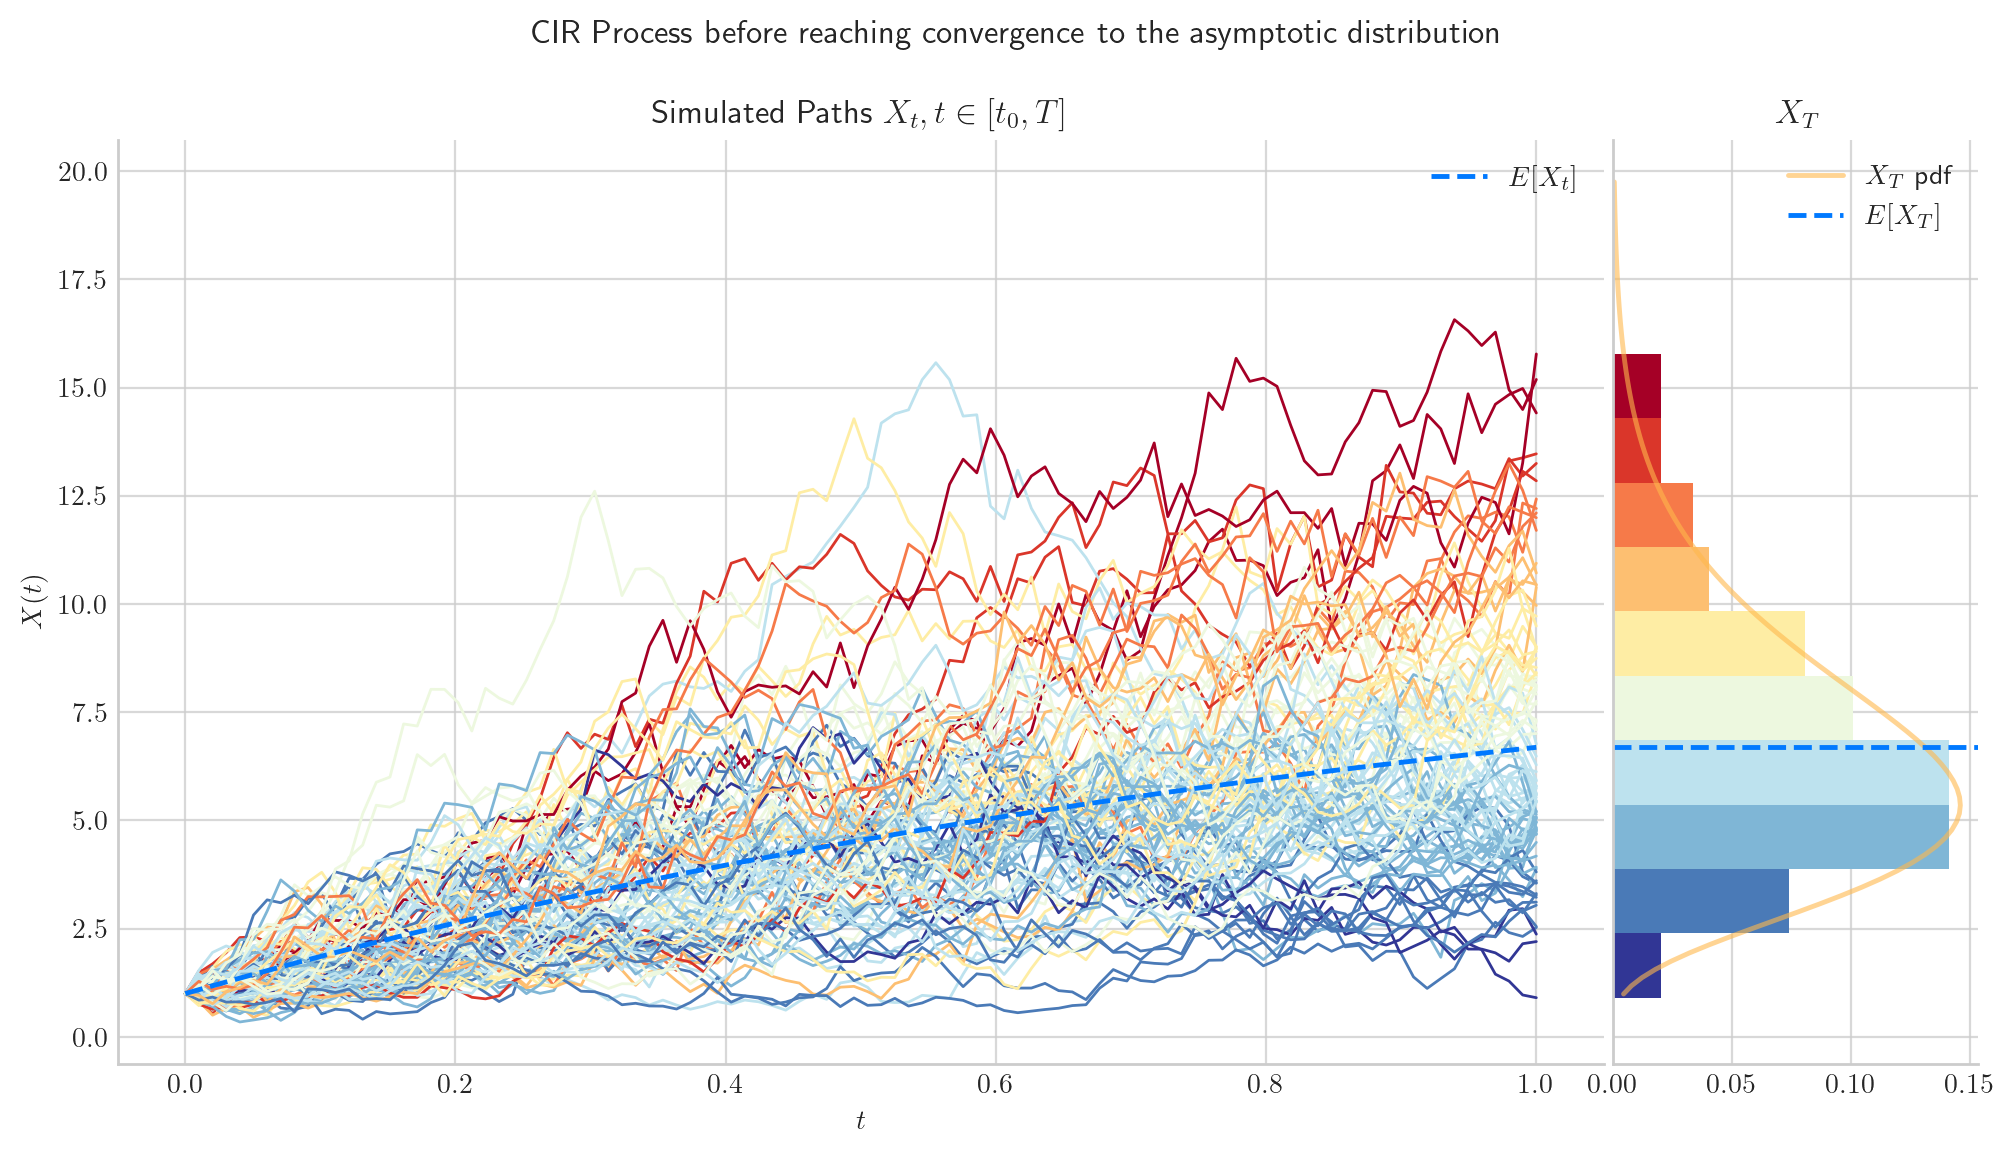 CIR Process before reaching convergence to the asymptotic distribution
Simulated Paths $X_t, t \in [t_0, T]$
$X_T$
$E[X_t]$
$X_T$ pdf
$E[X_T]$
X(t)
20.0
17.5
15.0
12.5
10.0
7.5
5.0
2.5
0.0
0.0 0.2 0.4 0.6 0.8 1.0
0.00 0.05 0.10 0.15
t